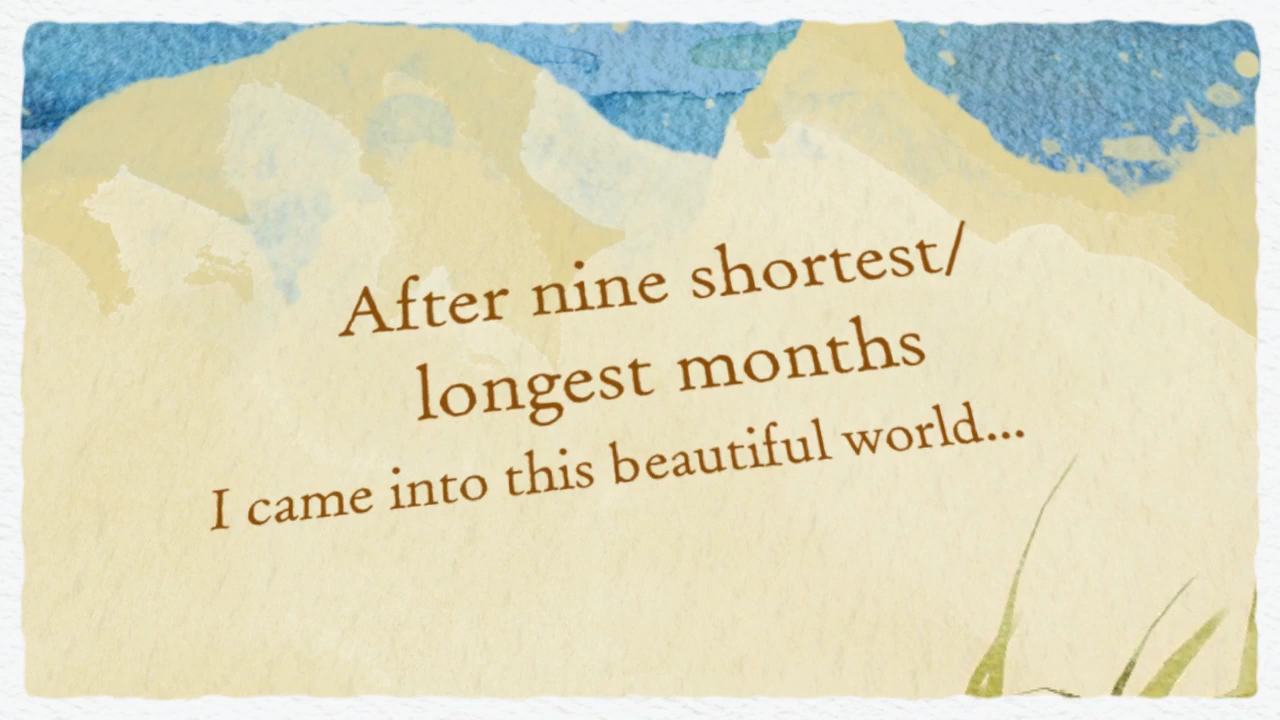 After nine shortest/
longest months
I came into this beautiful world...